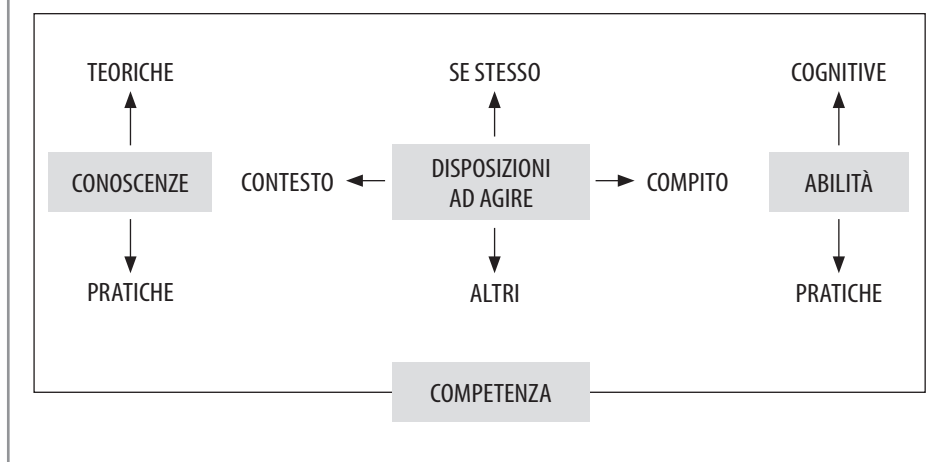 TEORICHE
SE STESSO
COGNITIVE
CONOSCENZE
CONTESTO
DISPOSIZIONI
AD AGIRE
COMPITO
ABILITÀ
PRATICHE
ALTRI
PRATICHE
COMPETENZA